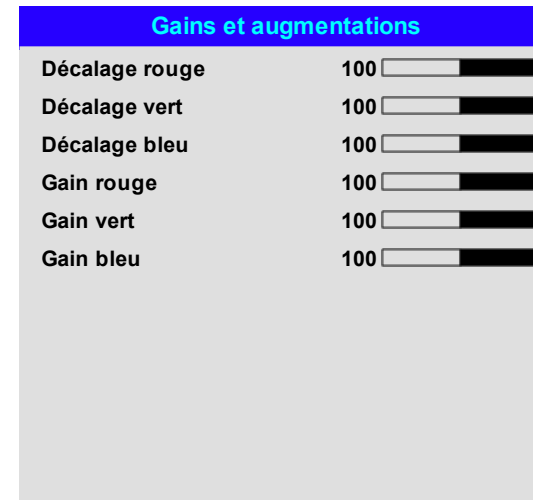 Gains et augmentations
Décalage rouge 100
Décalage vert 100
Décalage bleu 100
Gain rouge 100
Gain vert 100
Gain bleu 100